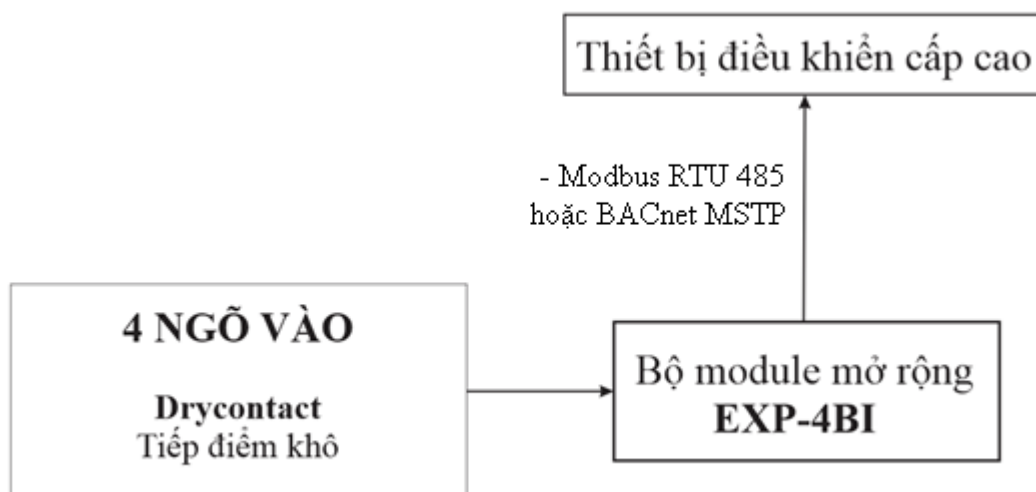 Thiết bị điều khiển cấp cao
- Modbus RTU 485
hoặc BACnet MSTP
4 NGÕ VÀO
Drycontact
Tiếp điểm khô
Bộ module mở rộng
EXP-4BI